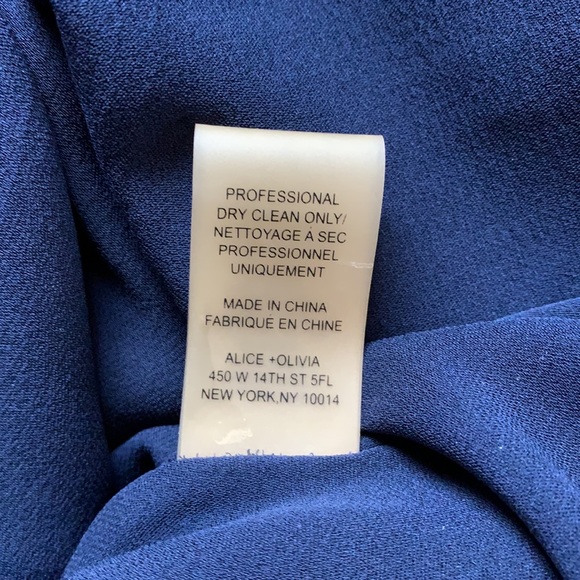 PROFESSIONAL
DRY CLEAN ONLY/
NETTOYAGE À SEC
PROFESSIONNEL
UNIQUEMENT
MADE IN CHINA
FABRIQUÉ EN CHINE
ALICE +OLIVIA
450 W 14TH ST 5FL
NEW YORK,NY 10014